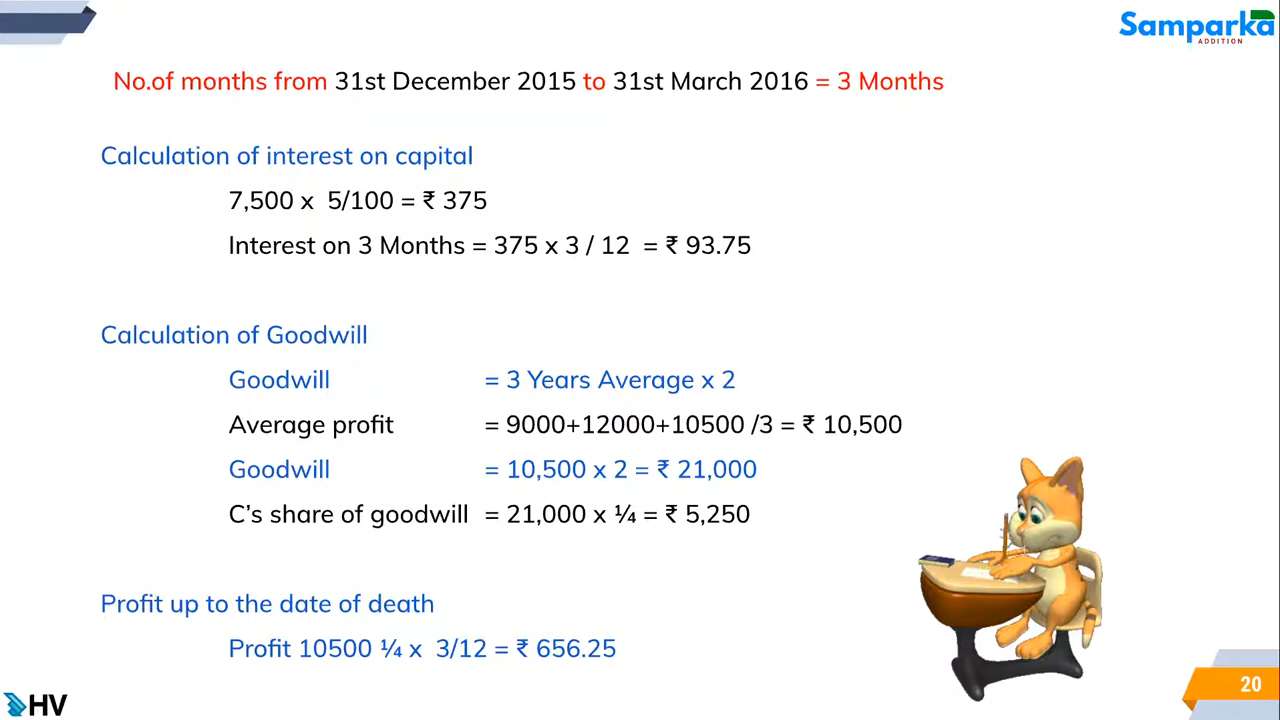 Samparka
ADDITION
No.of months from 31st December 2015 to 31st March 2016 = 3 Months
Calculation of interest on capital
7,500 x 5/100 = ₹ 375
Interest on 3 Months = 375 x 3 / 12 = ₹ 93.75
Calculation of Goodwill
Goodwill = 3 Years Average x 2
Average profit = 9000+12000+10500 /3 = ₹ 10,500
Goodwill = 10,500 x 2 = ₹ 21,000
C’s share of goodwill = 21,000 x ¼ = ₹ 5,250
Profit up to the date of death
Profit 10500 ¼ x 3/12 = ₹ 656.25
HV
20